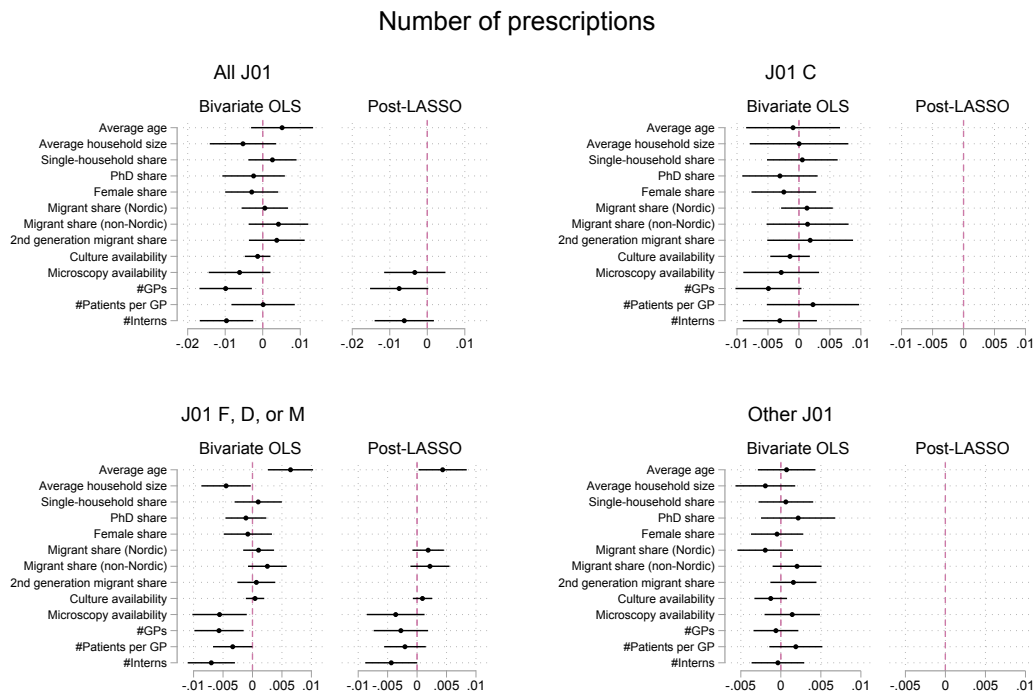 Number of prescriptions
All J01
Bivariate OLS Post-LASSO
Average age
Average household size
Single-household share
PhD share
Female share
Migrant share (Nordic)
Migrant share (non-Nordic)
2nd generation migrant share
Culture availability
Microscopy availability
#GPs
#Patients per GP
#Interns
-.02 -.01 0 .01 -.02 -.01 0 .01
J01 C
Bivariate OLS Post-LASSO
Average age
Average household size
Single-household share
PhD share
Female share
Migrant share (Nordic)
Migrant share (non-Nordic)
2nd generation migrant share
Culture availability
Microscopy availability
#GPs
#Patients per GP
#Interns
-.01 -.005 0 .005 .01 -.01 -.005 0 .005 .01
J01 F, D, or M
Bivariate OLS Post-LASSO
Average age
Average household size
Single-household share
PhD share
Female share
Migrant share (Nordic)
Migrant share (non-Nordic)
2nd generation migrant share
Culture availability
Microscopy availability
#GPs
#Patients per GP
#Interns
-.01 -.005 0 .005 .01 -.01 -.005 0 .005 .01
Other J01
Bivariate OLS Post-LASSO
Average age
Average household size
Single-household share
PhD share
Female share
Migrant share (Nordic)
Migrant share (non-Nordic)
2nd generation migrant share
Culture availability
Microscopy availability
#GPs
#Patients per GP
#Interns
-.005 0 .005 .01 -.005 0 .005 .01